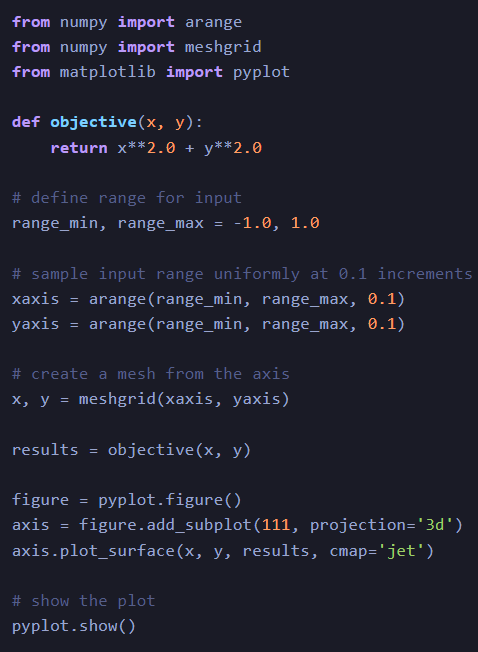 from numpy import arange
from numpy import meshgrid
from matplotlib import pyplot

def objective(x, y):
    return x**2.0 + y**2.0

# define range for input
range_min, range_max = -1.0, 1.0

# sample input range uniformly at 0.1 increments
xaxis = arange(range_min, range_max, 0.1)
yaxis = arange(range_min, range_max, 0.1)

# create a mesh from the axis
x, y = meshgrid(xaxis, yaxis)

results = objective(x, y)

figure = pyplot.figure()
axis = figure.add_subplot(111, projection='3d')
axis.plot_surface(x, y, results, cmap='jet')

# show the plot
pyplot.show()